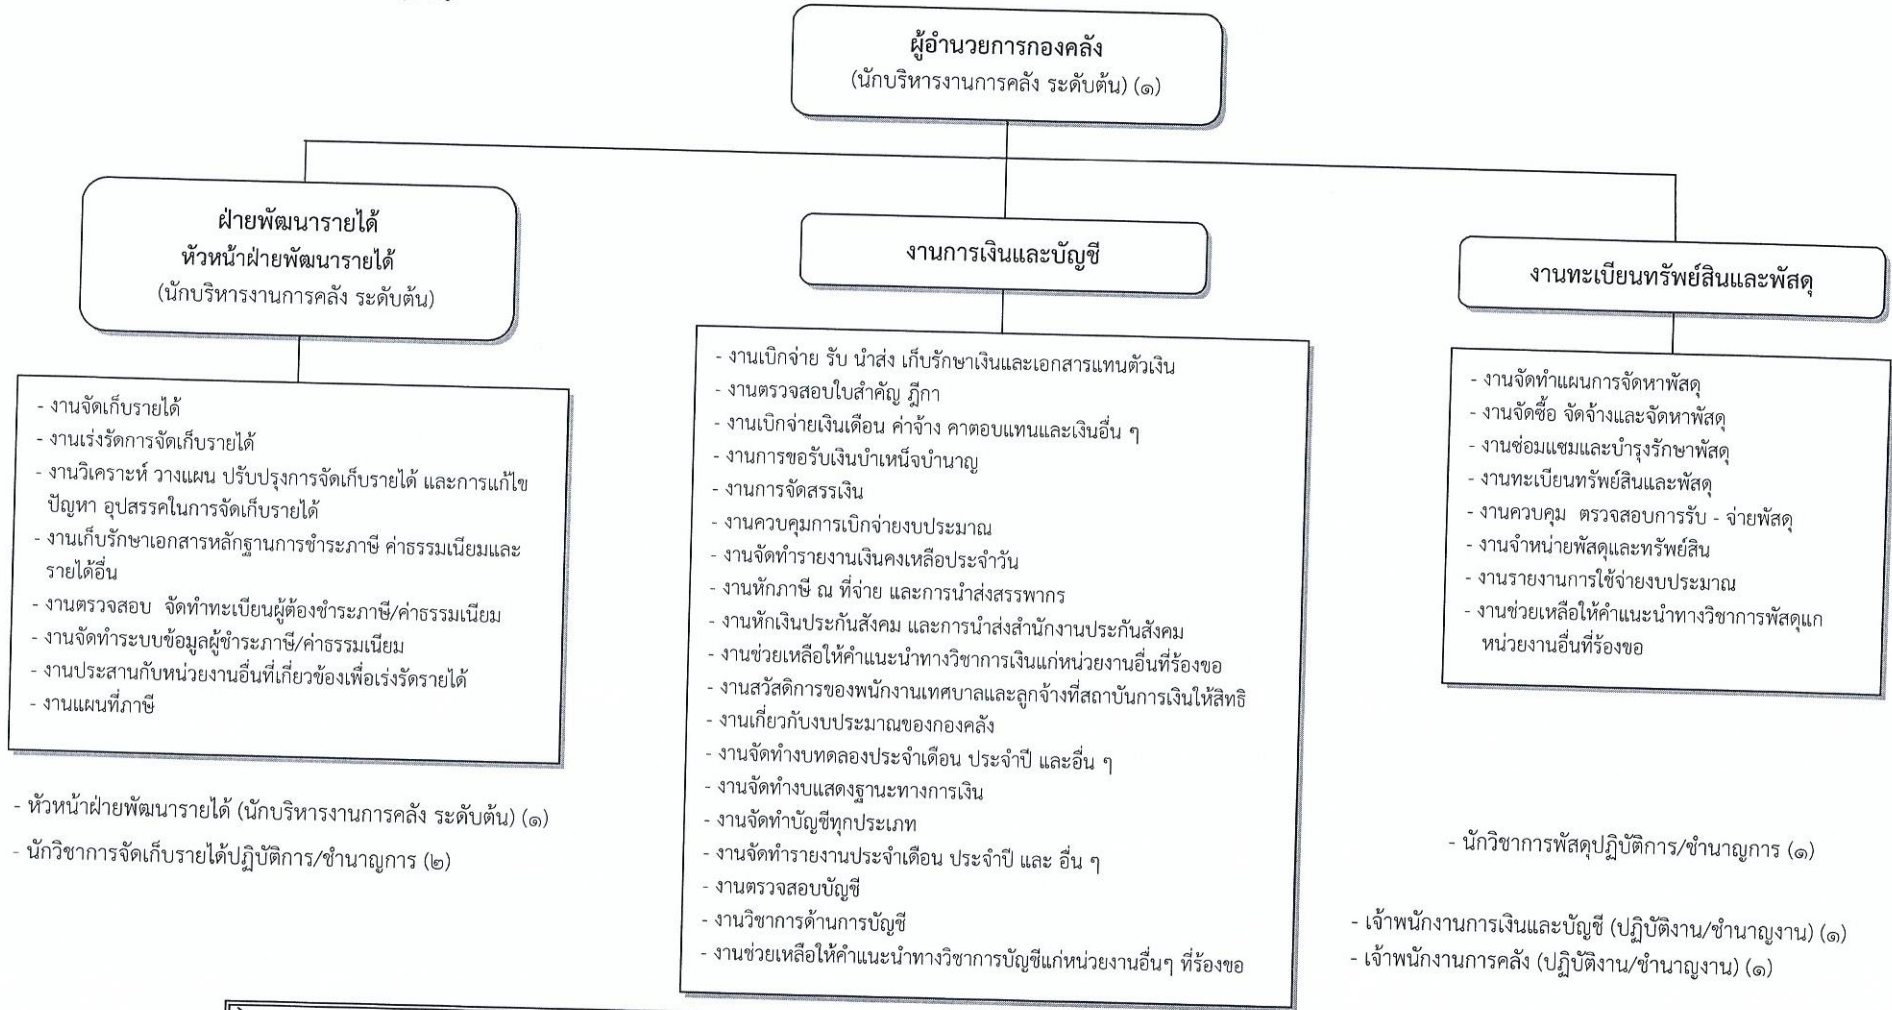 ผู้อำนวยการกองคลัง
(นักบริหารงานการคลัง ระดับต้น) (๑)
ฝ่ายพัฒนารายได้
หัวหน้าฝ่ายพัฒนารายได้
(นักบริหารงานการคลัง ระดับต้น)
- งานจัดเก็บรายได้
- งานเร่งรัดการจัดเก็บรายได้
- งานวิเคราะห์ วางแผน ปรับปรุงการจัดเก็บรายได้ และการแก้ไข
ปัญหา อุปสรรคในการจัดเก็บรายได้
- งานเก็บรักษาเอกสารหลักฐานการชำระภาษี ค่าธรรมเนียมและ
รายได้อื่น
- งานตรวจสอบ จัดทำทะเบียนผู้ต้องชำระภาษี/ค่าธรรมเนียม
- งานจัดทำระบบข้อมูลผู้ชำระภาษี/ค่าธรรมเนียม
- งานประสานกับหน่วยงานอื่นที่เกี่ยวข้องเพื่อเร่งรัดรายได้
- งานแผนที่ภาษี
- หัวหน้าฝ่ายพัฒนารายได้ (นักบริหารงานการคลัง ระดับต้น) (๑)
- นักวิชาการจัดเก็บรายได้ปฏิบัติการ/ชำนาญการ (๒)
งานการเงินและบัญชี
- งานเบิกจ่าย รับ นำส่ง เก็บรักษาเงินและเอกสารแทนตัวเงิน
- งานตรวจสอบใบสำคัญ ฎีกา
- งานเบิกจ่ายเงินเดือน ค่าจ้าง คาตอบแทนและเงินอื่น ๆ
- งานการขอรับเงินบำเหน็จบำนาญ
- งานการจัดสรรเงิน
- งานควบคุมการเบิกจ่ายงบประมาณ
- งานจัดทำรายงานเงินคงเหลือประจำวัน
- งานหักภาษี ณ ที่จ่าย และการนำส่งสรรพากร
- งานหักเงินประกันสังคม และการนำส่งสำนักงานประกันสังคม
- งานช่วยเหลือให้คำแนะนำทางวิชาการเงินแก่หน่วยงานอื่นที่ร้องขอ
- งานสวัสดิการของพนักงานเทศบาลและลูกจ้างที่สถาบันการเงินให้สิทธิ
- งานเกี่ยวกับงบประมาณของกองคลัง
- งานจัดทำงบทดลองประจำเดือน ประจำปี และอื่น ๆ
- งานจัดทำงบแสดงฐานะทางการเงิน
- งานจัดทำบัญชีทุกประเภท
- งานจัดทำรายงานประจำเดือน ประจำปี และ อื่น ๆ
- งานตรวจสอบบัญชี
- งานวิชาการด้านการบัญชี
- งานช่วยเหลือให้คำแนะนำทางวิชาการบัญชีแก่หน่วยงานอื่นๆ ที่ร้องขอ
งานทะเบียนทรัพย์สินและพัสดุ
- งานจัดทำแผนการจัดหาพัสดุ
- งานจัดซื้อ จัดจ้างและจัดหาพัสดุ
- งานซ่อมแซมและบำรุงรักษาพัสดุ
- งานทะเบียนทรัพย์สินและพัสดุ
- งานควบคุม ตรวจสอบการรับ - จ่ายพัสดุ
- งานจำหน่ายพัสดุและทรัพย์สิน
- งานรายงานการใช้จ่ายงบประมาณ
- งานช่วยเหลือให้คำแนะนำทางวิชาการพัสดุแก
หน่วยงานอื่นที่ร้องขอ
- นักวิชาการพัสดุปฏิบัติการ/ชำนาญการ (๑)
- เจ้าพนักงานการเงินและบัญชี (ปฏิบัติงาน/ชำนาญงาน) (๑)
- เจ้าพนักงานการคลัง (ปฏิบัติงาน/ชำนาญงาน) (๑)